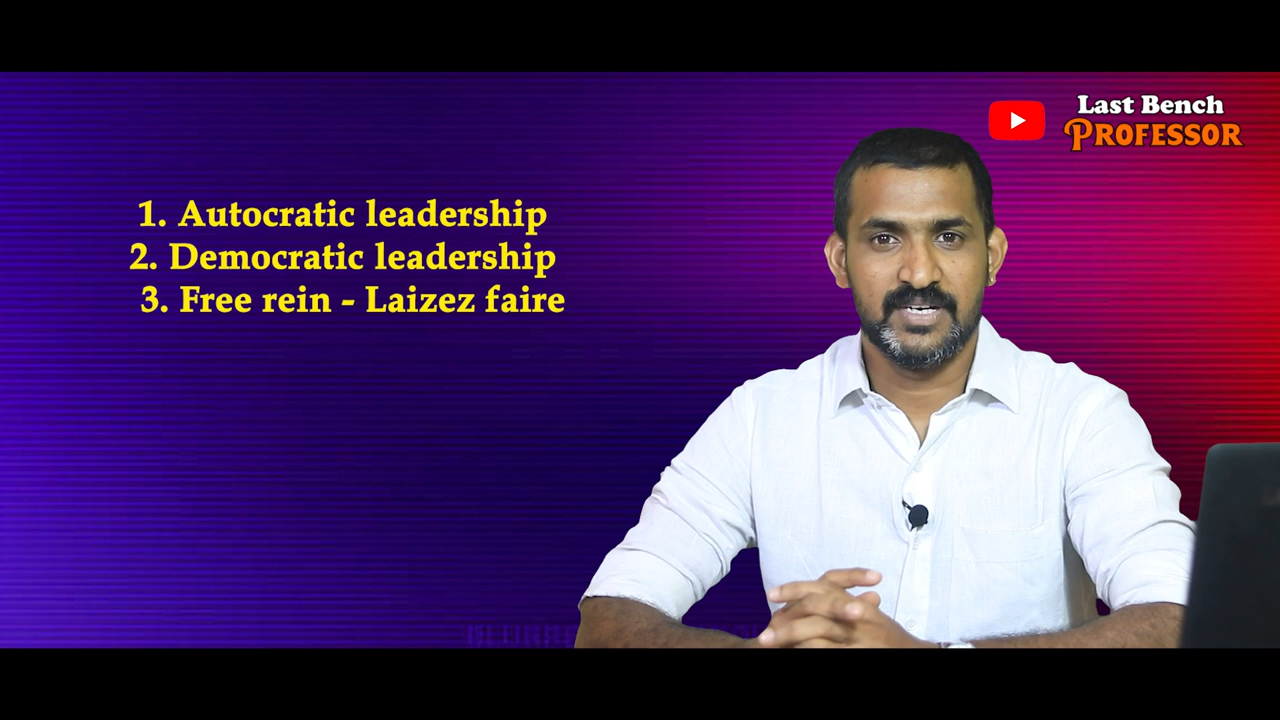 Last Bench
PROFESSOR
1. Autocratic leadership
2. Democratic leadership
3. Free rein - Laizez faire